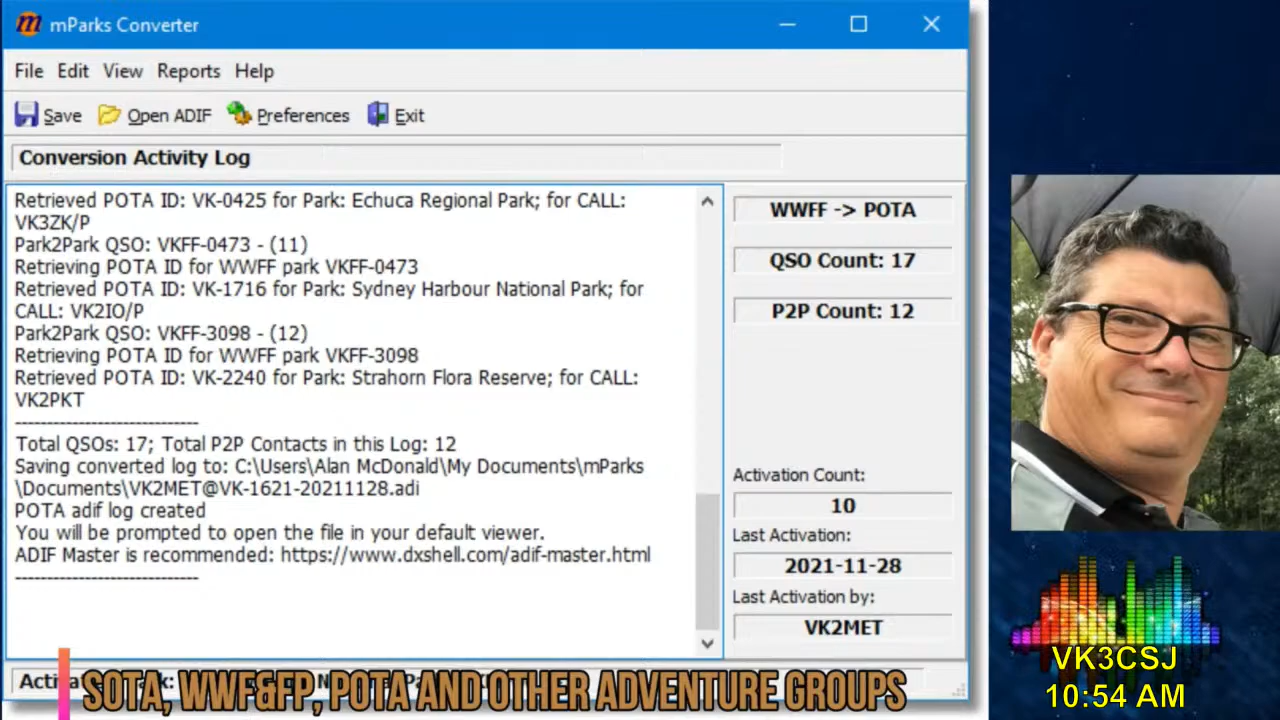 mParks Converter
File Edit View Reports Help
Save Open ADIF Preferences Exit
Conversion Activity Log
Retrieved POTA ID: VK-0425 for Park: Echuca Regional Park; for CALL:
VK3ZK/P
Park2Park QSO: VKFF-0473 - (11)
Retrieving POTA ID for WWFF park VKFF-0473
Retrieved POTA ID: VK-1716 for Park: Sydney Harbour National Park; for
CALL: VK2IO/P
Park2Park QSO: VKFF-3098 - (12)
Retrieving POTA ID for WWFF park VKFF-3098
Retrieved POTA ID: VK-2240 for Park: Strahorn Flora Reserve; for CALL:
VK2PKT
------------------------------
Total QSOs: 17; Total P2P Contacts in this Log: 12
Saving converted log to: C:\Users\Alan McDonald\My Documents\mParks
\Documents\VK2MET@VK-1621-20211128.adi
POTA adif log created
You will be prompted to open the file in your default viewer.
ADIF Master is recommended: https://www.dxshell.com/adif-master.html
------------------------------
WWFF -> POTA
QSO Count: 17
P2P Count: 12
Activation Count:
10
Last Activation:
2021-11-28
Last Activation by:
VK2MET
SOTA, WWF&FP, POTA AND OTHER ADVENTURE GROUPS
VK3CSJ
10:54 AM